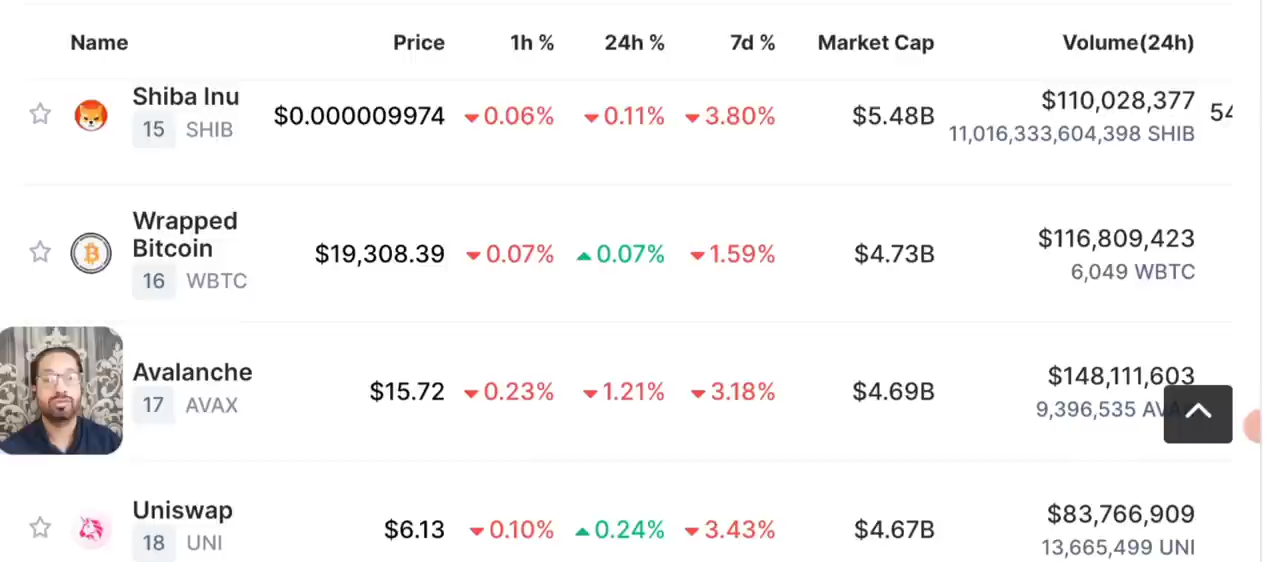 Name Price 1h % 24h % 7d % Market Cap Volume(24h)
Shiba Inu
15 SHIB
$0.000009974 0.06% 0.11% 3.80% $5.48B $110,028,377
11,016,333,604,398 SHIB
54
Wrapped
Bitcoin
16 WBTC
$19,308.39 0.07% 0.07% 1.59% $4.73B $116,809,423
6,049 WBTC
Avalanche
17 AVAX
$15.72 0.23% 1.21% 3.18% $4.69B $148,111,603
9,396,535
Uniswap
18 UNI
$6.13 0.10% 0.24% 3.43% $4.67B $83,766,909
13,665,499 UNI